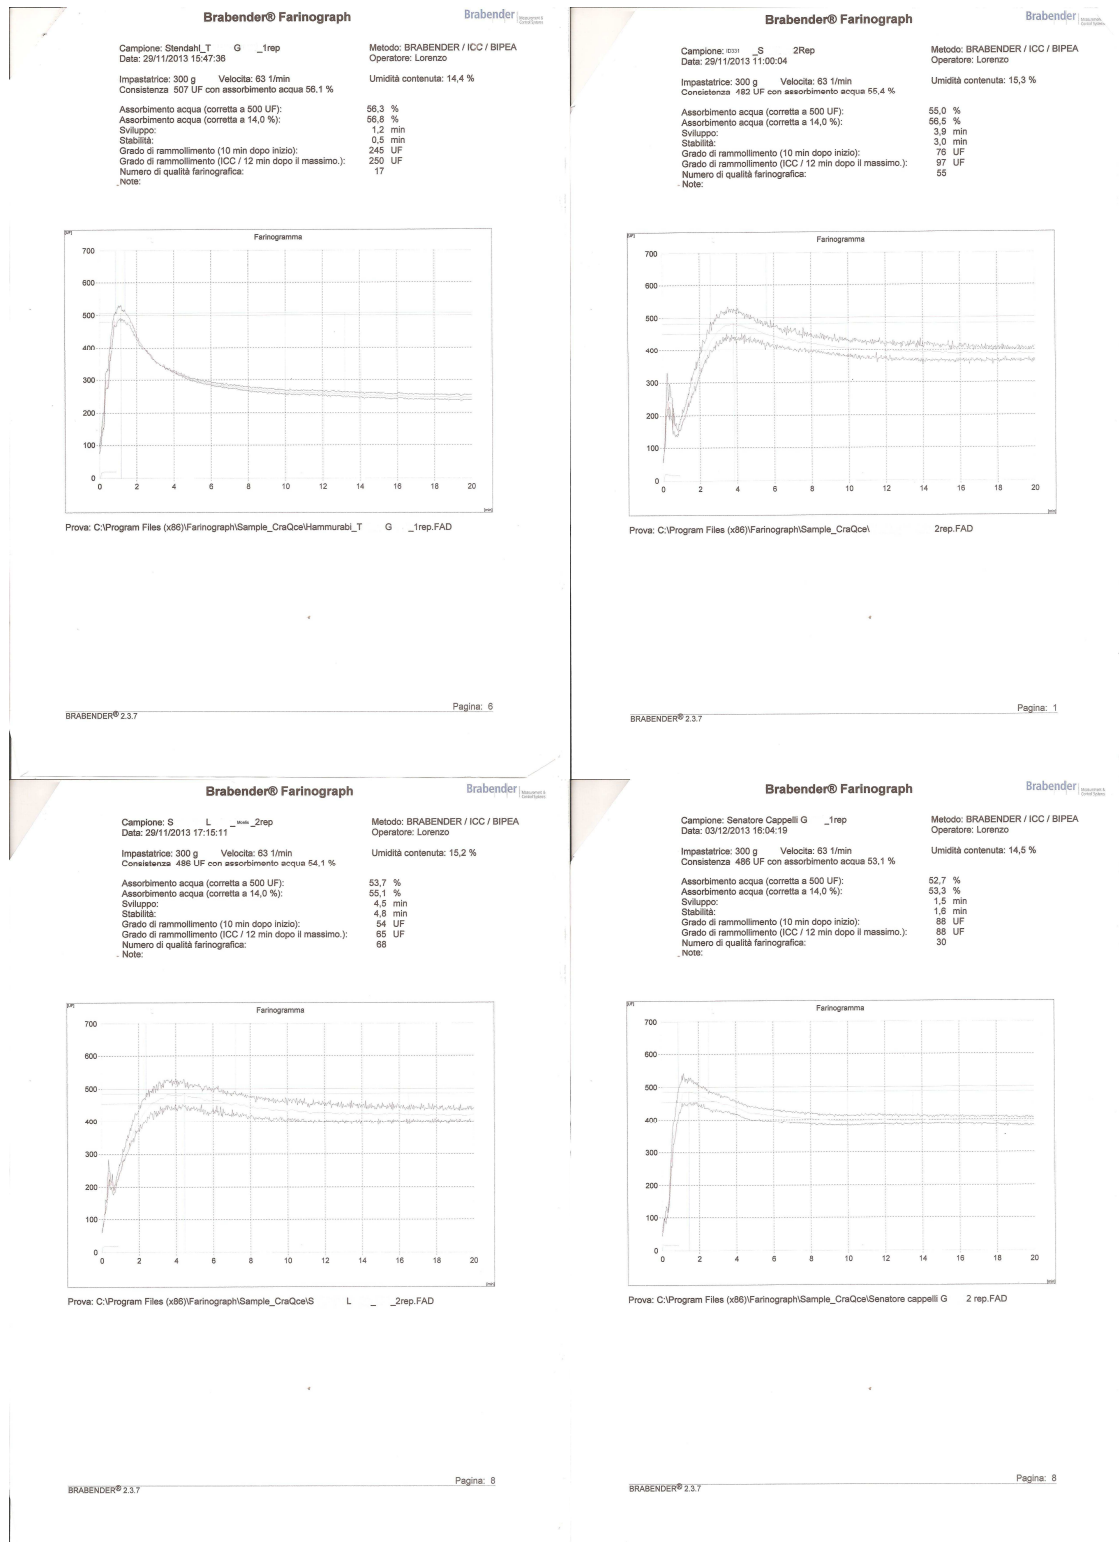 Brabender® Farinograph
Brabender
Measurement &
Control Systems
Campione: Stendahl_T G _1rep
Metodo: BRABENDER / ICC / BIPEA
Data: 29/11/2013 15:47:36
Operatore: Lorenzo
Impastatrice: 300 g Velocita: 63 1/min
Umidità contenuta: 14,4 %
Consistenza 507 UF con assorbimento acqua 56,1 %
Assorbimento acqua (corretta a 500 UF): 56,3 %
Assorbimento acqua (corretta a 14,0 %): 56,8 %
Sviluppo: 1,2 min
Stabilità: 0,5 min
Grado di rammollimento (10 min dopo inizio): 245 UF
Grado di rammollimento (ICC / 12 min dopo il massimo.): 250 UF
Numero di qualità farinografica: 17
Note:
[UF]
Farinogramma
700
600
500
400
300
200
100
0
0 2 4 6 8 10 12 14 16 18 20
[min]
Prova: C:\Program Files (x86)\Farinograph\Sample_CraQce\Hammurabi_T G _1rep.FAD
Pagina: 6
BRABENDER® 2.3.7
Brabender® Farinograph
Brabender
Measurement &
Control Systems
Campione: ID331 _S 2Rep
Metodo: BRABENDER / ICC / BIPEA
Data: 29/11/2013 11:00:04
Operatore: Lorenzo
Impastatrice: 300 g Velocita: 63 1/min
Umidità contenuta: 15,3 %
Consistenza 482 UF con assorbimento acqua 55,4 %
Assorbimento acqua (corretta a 500 UF): 55,0 %
Assorbimento acqua (corretta a 14,0 %): 56,5 %
Sviluppo: 3,9 min
Stabilità: 3,0 min
Grado di rammollimento (10 min dopo inizio): 76 UF
Grado di rammollimento (ICC / 12 min dopo il massimo.): 97 UF
Numero di qualità farinografica: 55
Note:
[UF]
Farinogramma
700
600
500
400
300
200
100
0
0 2 4 6 8 10 12 14 16 18 20
[min]
Prova: C:\Program Files (x86)\Farinograph\Sample_CraQce\ 2rep.FAD
Pagina: 1
BRABENDER® 2.3.7
Brabender® Farinograph
Brabender
Measurement &
Control Systems
Campione: S L _ _2rep
Metodo: BRABENDER / ICC / BIPEA
Data: 29/11/2013 17:15:11
Operatore: Lorenzo
Impastatrice: 300 g Velocita: 63 1/min
Umidità contenuta: 15,2 %
Consistenza 486 UF con assorbimento acqua 54,1 %
Assorbimento acqua (corretta a 500 UF): 53,7 %
Assorbimento acqua (corretta a 14,0 %): 55,1 %
Sviluppo: 4,5 min
Stabilità: 4,8 min
Grado di rammollimento (10 min dopo inizio): 54 UF
Grado di rammollimento (ICC / 12 min dopo il massimo.): 65 UF
Numero di qualità farinografica: 68
Note:
[UF]
Farinogramma
700
600
500
400
300
200
100
0
0 2 4 6 8 10 12 14 16 18 20
[min]
Prova: C:\Program Files (x86)\Farinograph\Sample_CraQce\S L _ _2rep.FAD
Pagina: 8
BRABENDER® 2.3.7
Brabender® Farinograph
Brabender
Measurement &
Control Systems
Campione: Senatore Cappelli G _1rep
Metodo: BRABENDER / ICC / BIPEA
Data: 03/12/2013 16:04:19
Operatore: Lorenzo
Impastatrice: 300 g Velocita: 63 1/min
Umidità contenuta: 14,5 %
Consistenza 486 UF con assorbimento acqua 53,1 %
Assorbimento acqua (corretta a 500 UF): 52,7 %
Assorbimento acqua (corretta a 14,0 %): 53,3 %
Sviluppo: 1,5 min
Stabilità: 1,6 min
Grado di rammollimento (10 min dopo inizio): 88 UF
Grado di rammollimento (ICC / 12 min dopo il massimo.): 88 UF
Numero di qualità farinografica: 30
Note:
[UF]
Farinogramma
700
600
500
400
300
200
100
0
0 2 4 6 8 10 12 14 16 18 20
[min]
Prova: C:\Program Files (x86)\Farinograph\Sample_CraQce\Senatore cappelli G 2 rep.FAD
Pagina: 8
BRABENDER® 2.3.7